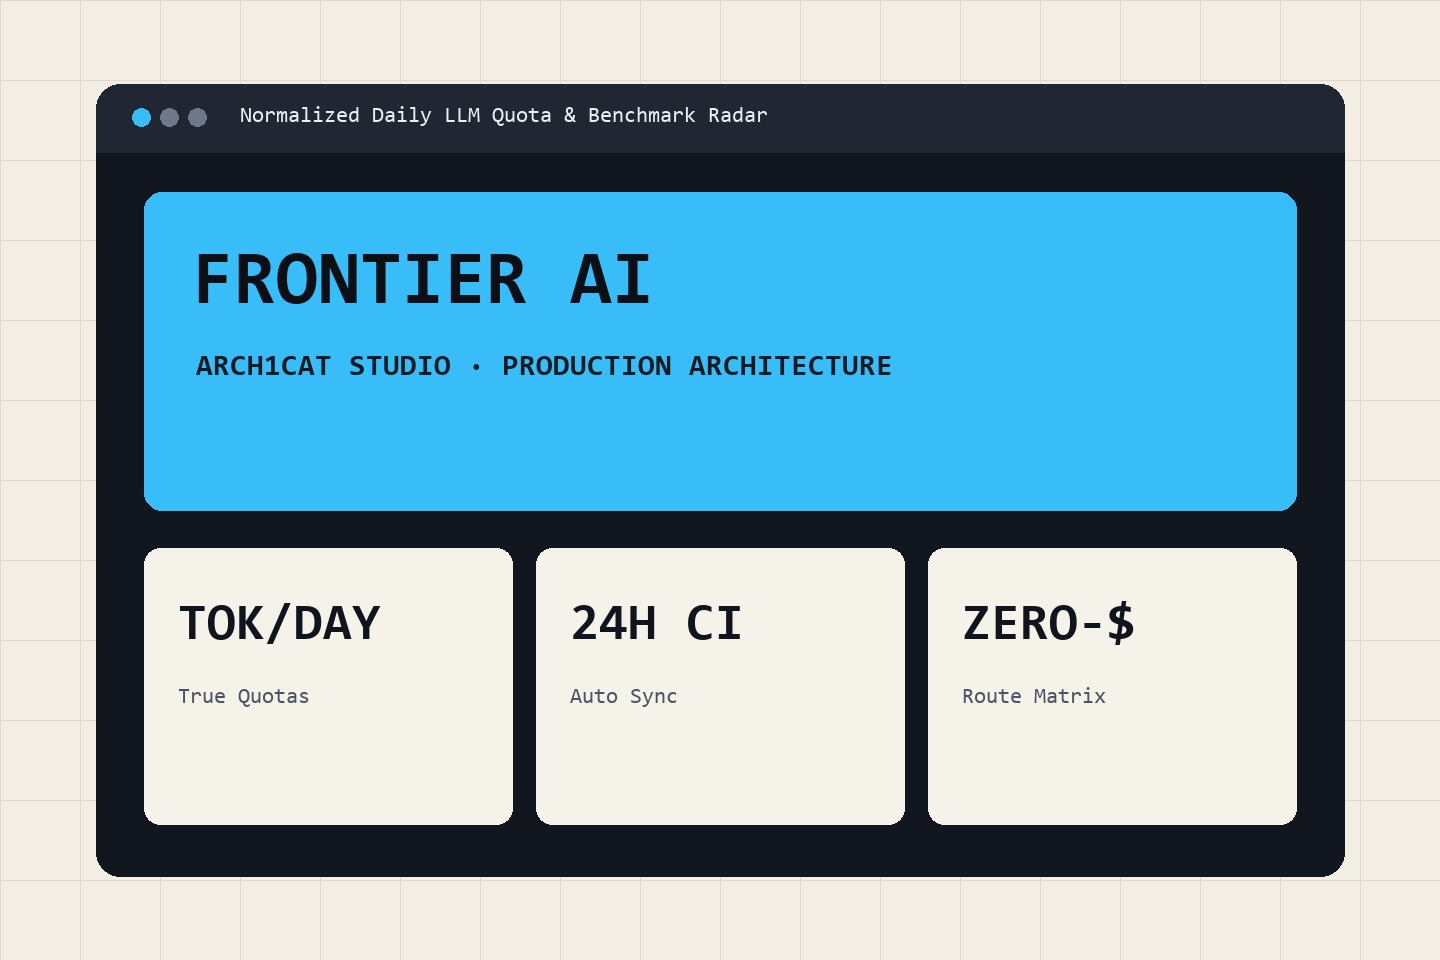 Normalized Daily LLM Quota & Benchmark Radar
FRONTIER AI
ARCH1CAT STUDIO · PRODUCTION ARCHITECTURE
TOK/DAY
True Quotas
24H CI
Auto Sync
ZERO-$
Route Matrix